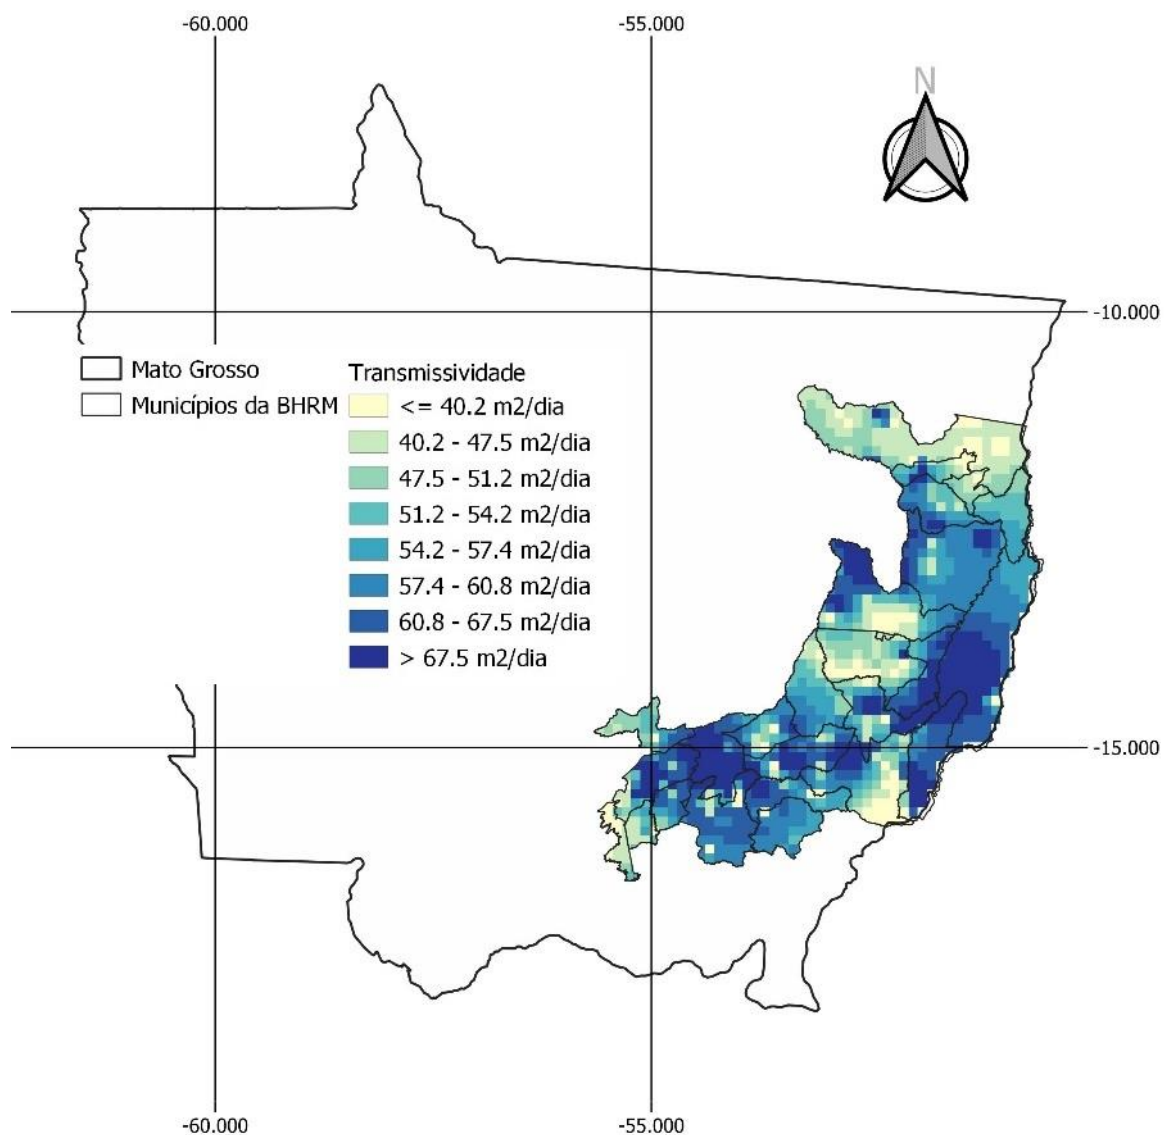 -60.000 -55.000
N
-10.000
Mato Grosso
Municípios da BHRM
Transmissividade
<= 40.2 m2/dia
40.2 - 47.5 m2/dia
47.5 - 51.2 m2/dia
51.2 - 54.2 m2/dia
54.2 - 57.4 m2/dia
57.4 - 60.8 m2/dia
60.8 - 67.5 m2/dia
> 67.5 m2/dia
-15.000
-60.000 -55.000